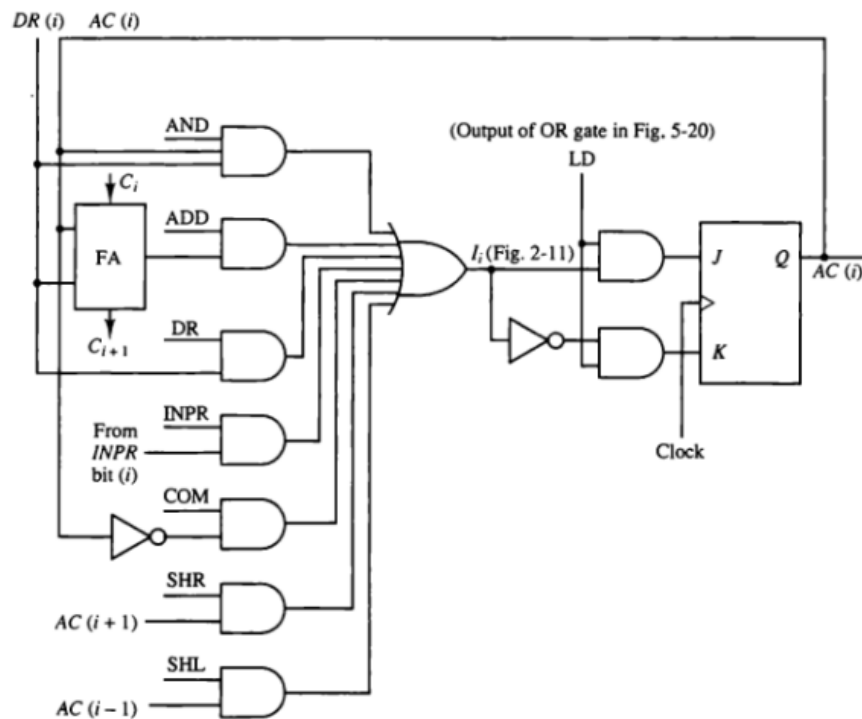 DR (i) AC (i)
AND
(Output of OR gate in Fig. 5-20)
LD
C_i
ADD
FA
I_i (Fig. 2-11)
J
Q
AC (i)
C_{i+1}
DR
K
INPR
From
INPR
bit (i)
Clock
COM
SHR
AC (i + 1)
SHL
AC (i − 1)